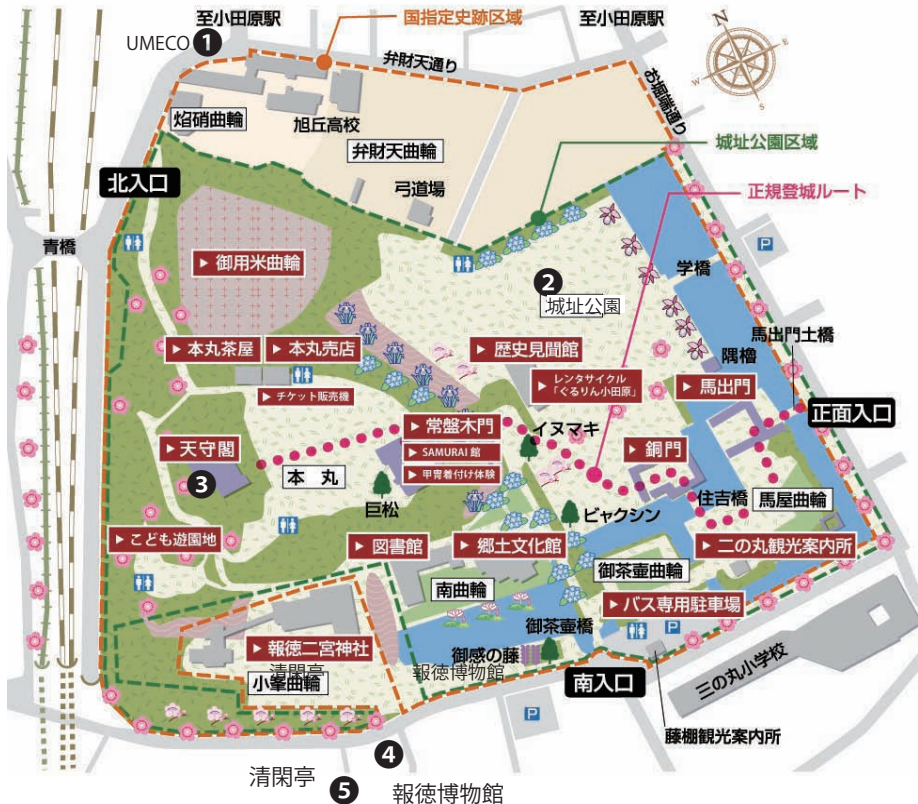 至小田原駅
国指定史跡区域
至小田原駅
UMECO ❶
弁財天通り
N
E
W
S
お堀端通り
焔硝曲輪
旭丘高校
弁財天曲輪
城址公園区域
北入口
弓道場
正規登城ルート
青橋
P
▶ 御用米曲輪
❷
城址公園
学橋
馬出門土橋
▶ 本丸茶屋
▶ 本丸売店
▶ 歴史見聞館
隅櫓
▶ チケット販売機
▶ レンタサイクル
「ぐるりん小田原」
▶ 馬出門
正面入口
▶ 天守閣
▶ 常盤木門
イヌマキ
▶ 銅門
❸
本丸
▶ SAMURAI 館
▶ 甲冑着付け体験
巨松
ビャクシン
住吉橋
馬屋曲輪
▶ こども遊園地
▶ 図書館
▶ 郷土文化館
▶ 二の丸観光案内所
南曲輪
御茶壺曲輪
▶ バス専用駐車場
御茶壺橋
P
▶ 報徳二宮神社
清閑亭
報徳博物館
御感の藤
小峯曲輪
南入口
三の丸小学校
P
藤棚観光案内所
❹
清閑亭
❺
報徳博物館